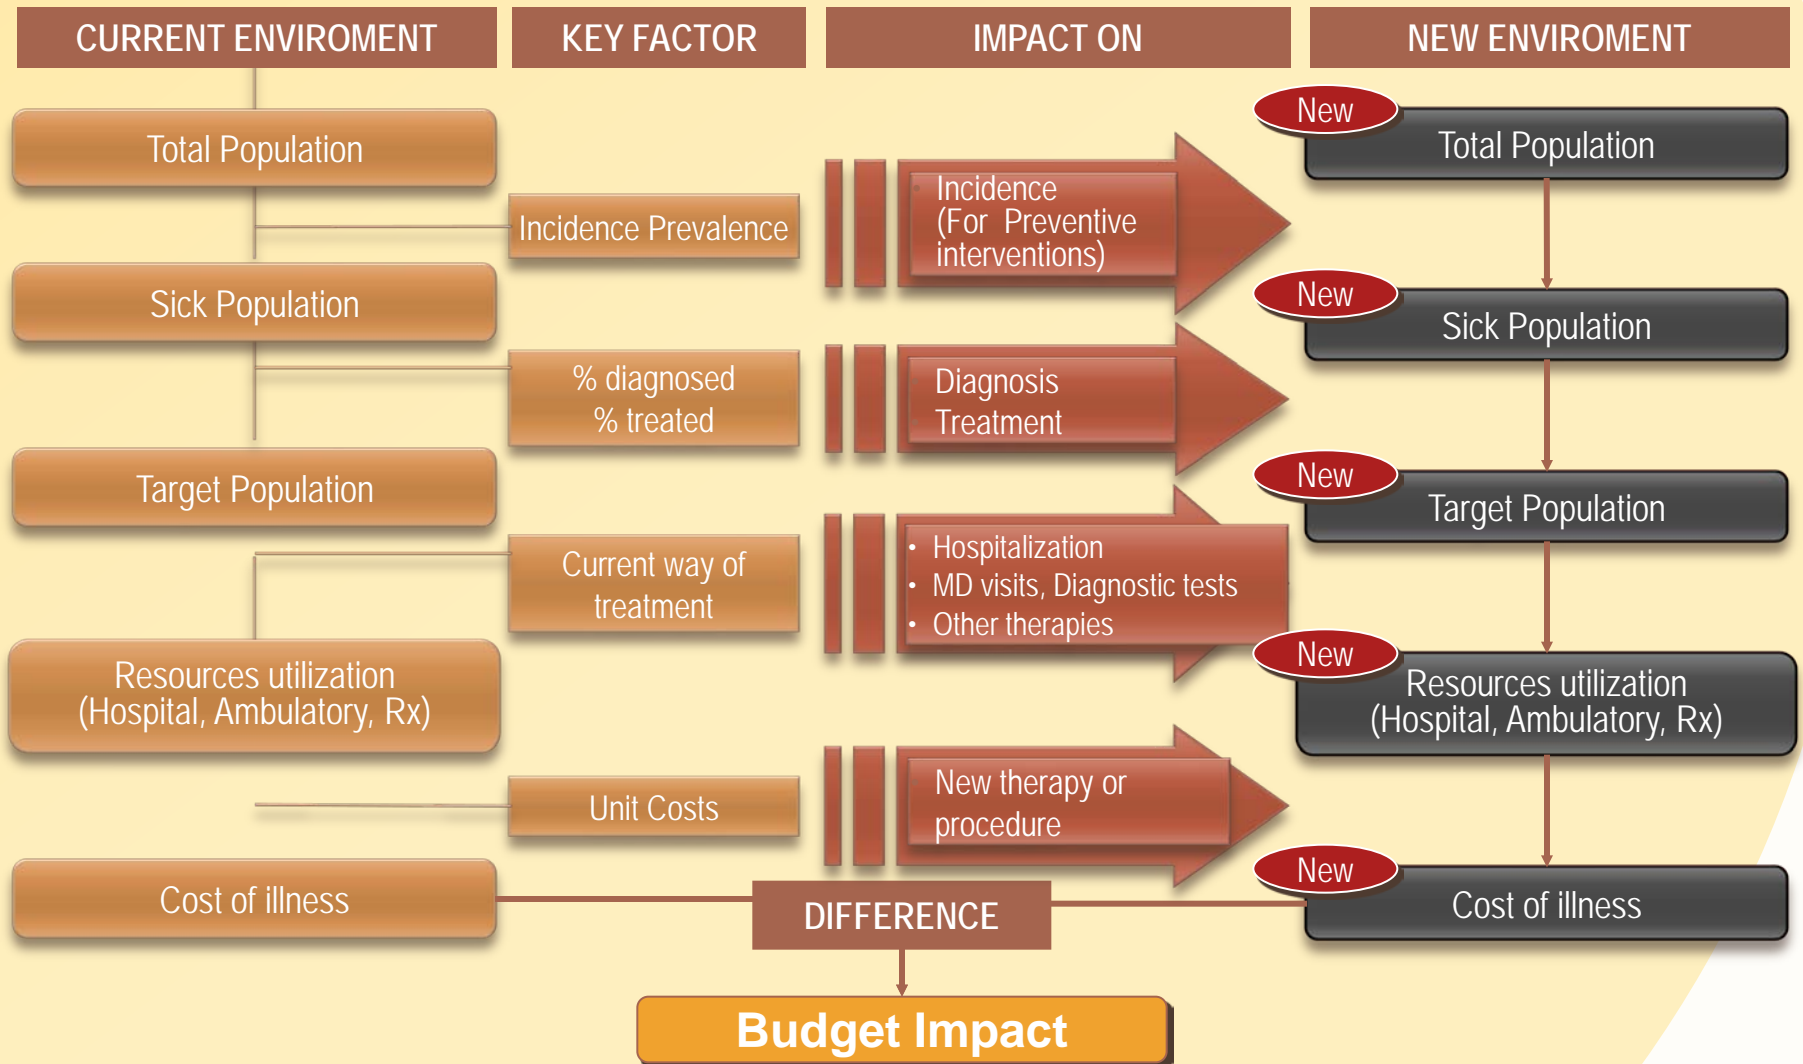 CURRENT ENVIROMENT
KEY FACTOR
IMPACT ON
NEW ENVIROMENT
Total Population
Incidence Prevalence
Sick Population
% diagnosed
% treated
Target Population
Current way of
treatment
Resources utilization
(Hospital, Ambulatory, Rx)
Unit Costs
Cost of illness
• Incidence
(For Preventive
interventions)
Diagnosis
Treatment
• Hospitalization
• MD visits, Diagnostic tests
• Other therapies
New therapy or
procedure
New
Total Population
New
Sick Population
New
Target Population
New
Resources utilization
(Hospital, Ambulatory, Rx)
New
Cost of illness
DIFFERENCE
Budget Impact